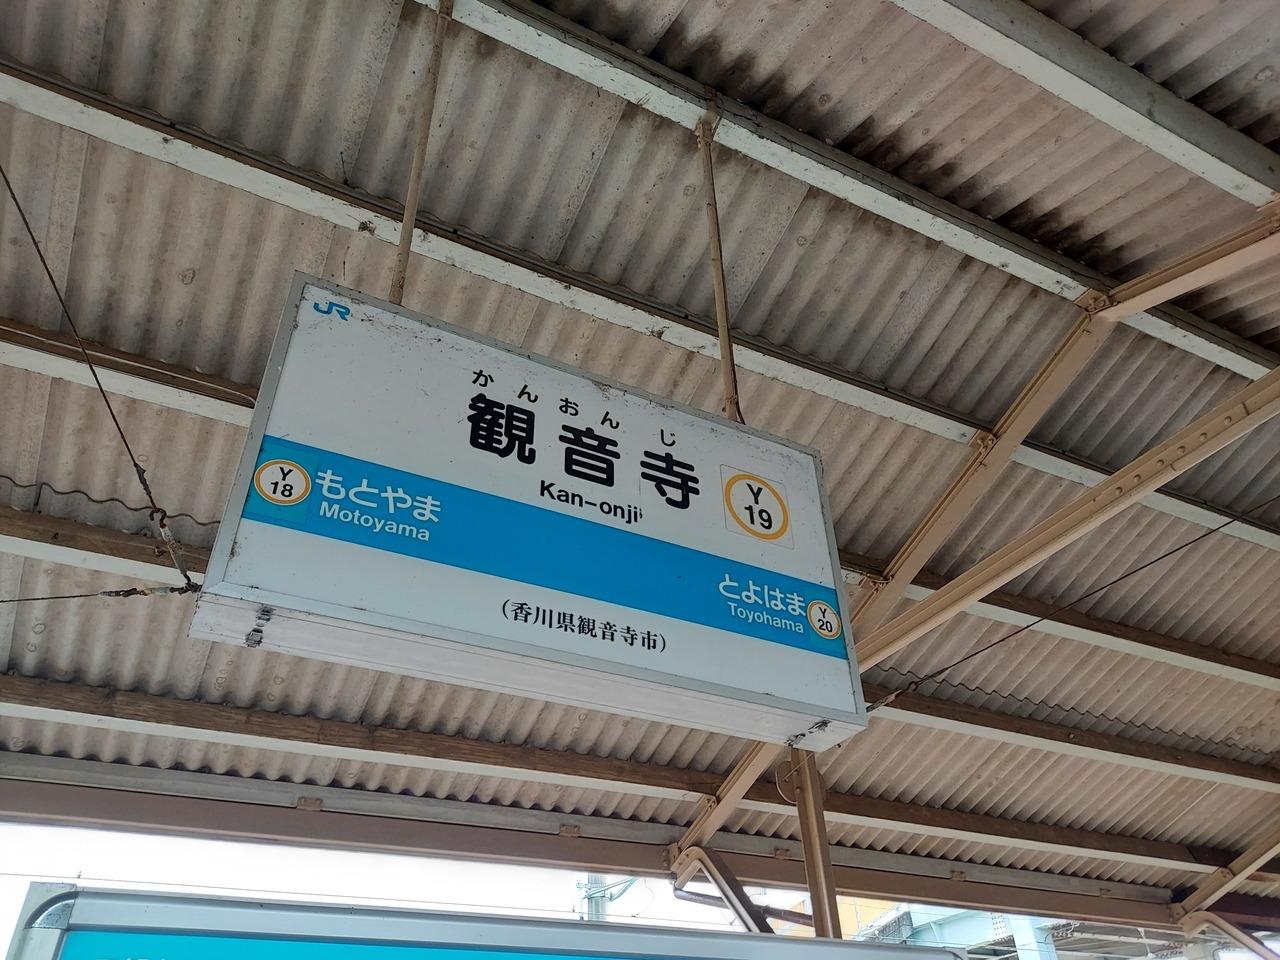 JR
かんおんじ
観音寺
Kan-onji
Y
19
Y
18
もとやま
Motoyama
とよはま
Toyohama
Y
20
(香川県観音寺市)